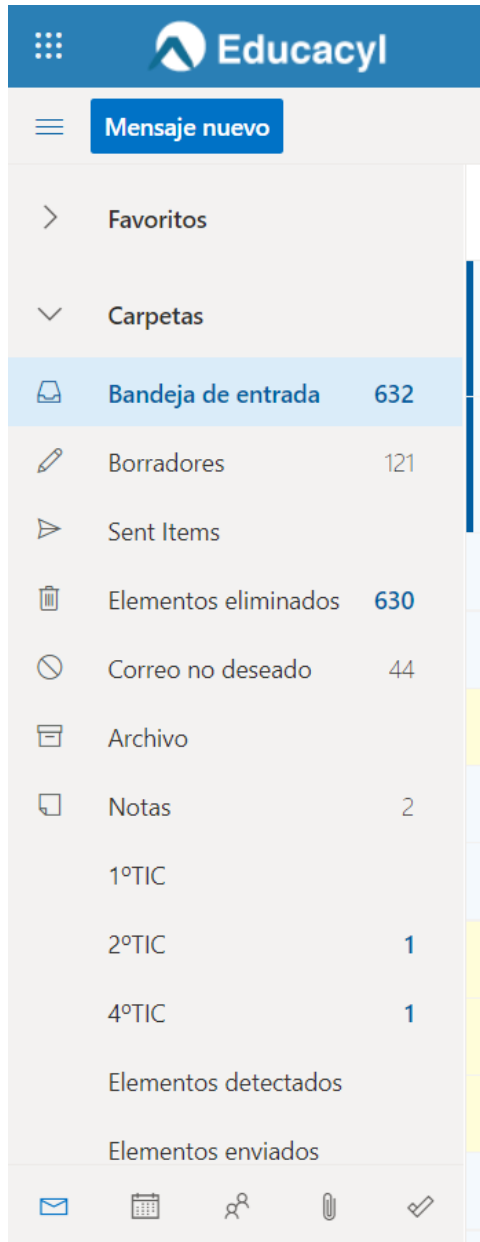 Educacyl
Mensaje nuevo
Favoritos
Carpetas
Bandeja de entrada 632
Borradores 121
Sent Items
Elementos eliminados 630
Correo no deseado 44
Archivo
Notas 2
1ºTIC
2ºTIC 1
4ºTIC 1
Elementos detectados
Elementos enviados